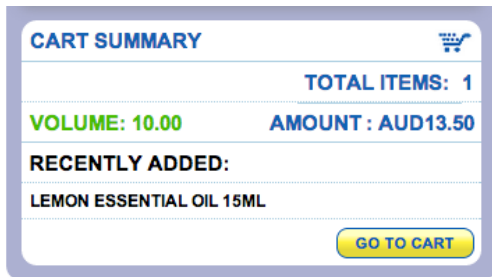 CART SUMMARY
TOTAL ITEMS: 1
VOLUME: 10.00 AMOUNT : AUD13.50
RECENTLY ADDED:
LEMON ESSENTIAL OIL 15ML
GO TO CART